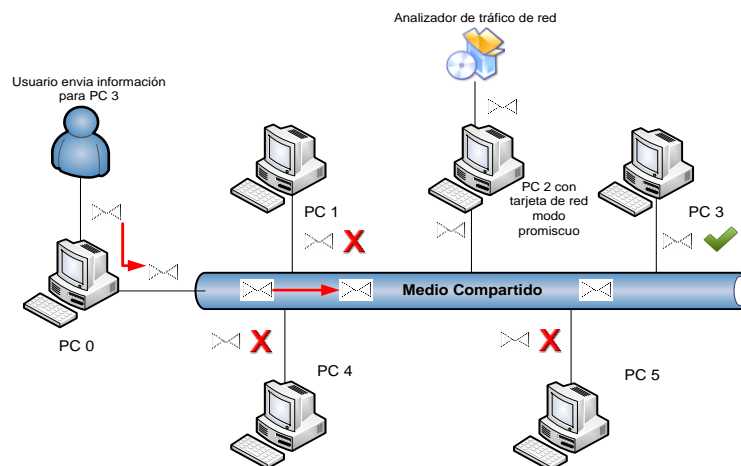 Analizador de tráfico de red
Usuario envia información
para PC 3
PC 1
PC 2 con
tarjeta de red
modo
promiscuo
PC 3
Medio Compartido
PC 0
PC 4
PC 5